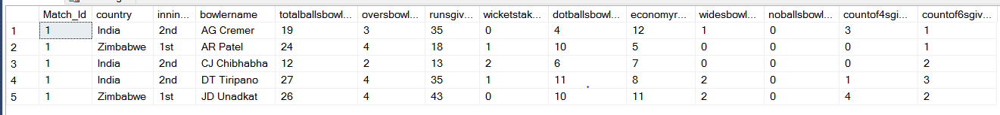 Match_Id country innin... bowlername totalballsbowl... oversbowl... runsgiv... wicketstak... dotballsbowl... economyr... widesbowl... noballsbowl... countof4sgi... countof6sgiv...
1 1 India 2nd AG Cremer 19 3 35 0 4 12 1 0 3 1
2 1 Zimbabwe 1st AR Patel 24 4 18 1 10 5 0 0 0 1
3 1 India 2nd CJ Chibhabha 12 2 13 2 6 7 0 0 0 2
4 1 India 2nd DT Tiripano 27 4 35 1 11 8 2 0 1 3
5 1 Zimbabwe 1st JD Unadkat 26 4 43 0 10 11 2 0 4 2